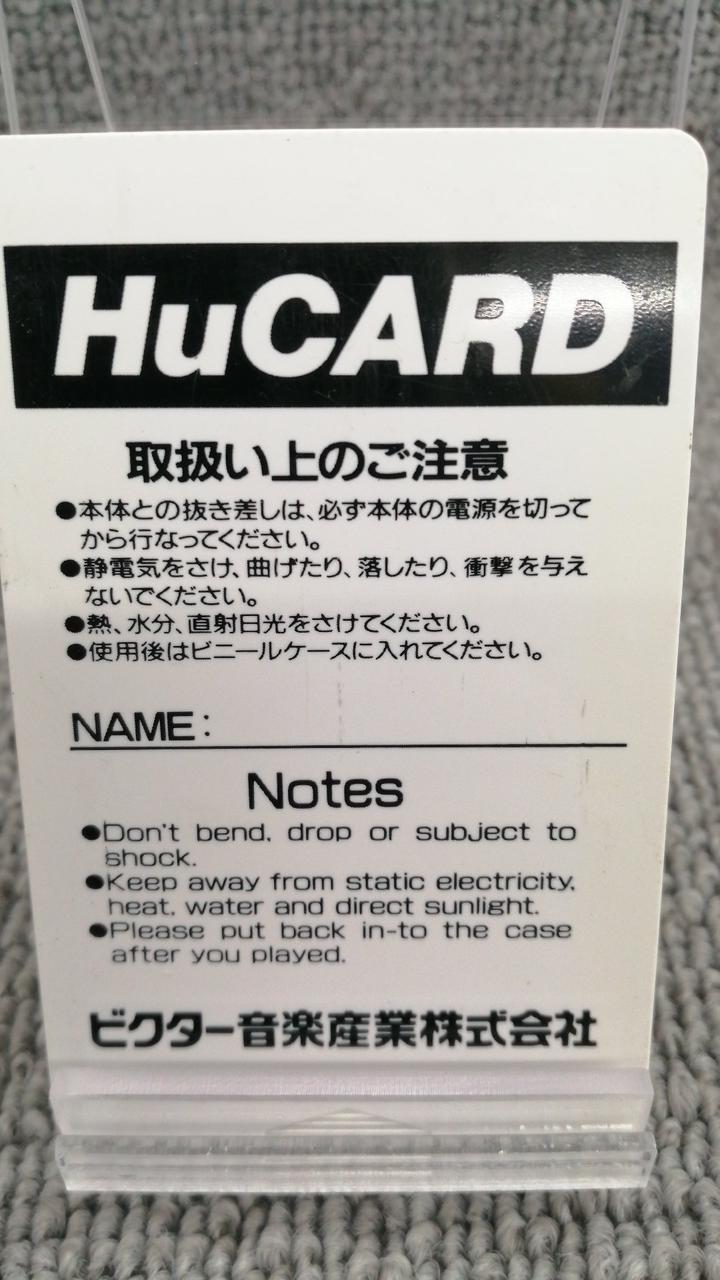 HuCARD
取扱い上のご注意
●本体との抜き差しは、必ず本体の電源を切って
から行なってください。
●静電気をさけ、曲げたり、落したり、衝撃を与え
ないでください。
●熱、水分、直射日光をさけてください。
●使用後はビニールケースに入れてください。
NAME:
Notes
●Don't bend, drop or subject to
shock.
●Keep away from static electricity,
heat, water and direct sunlight.
●Please put back in-to the case
after you played.
ビクター音楽産業株式会社